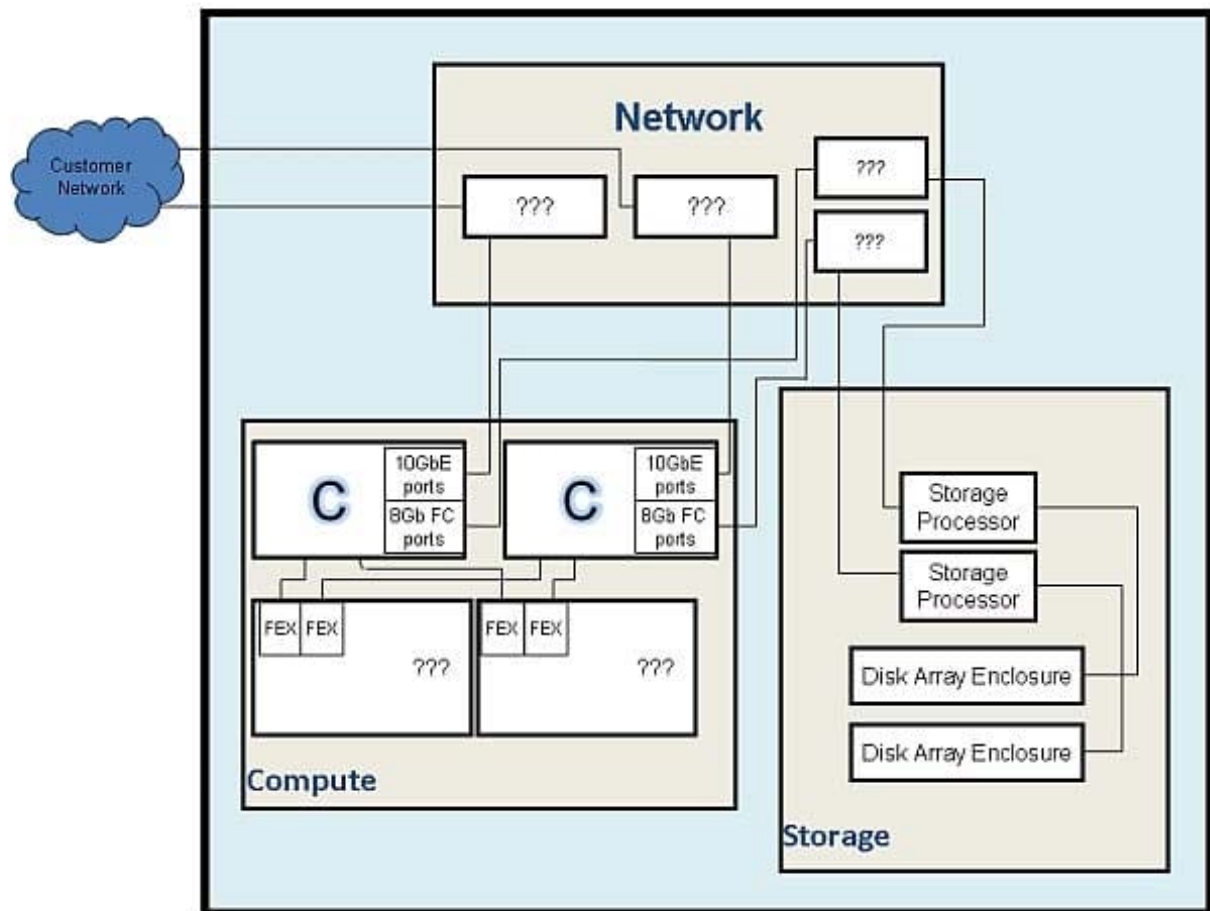 Network
Customer
Network
???
???
???
???
C
10GbE
ports
8Gb FC
ports
C
10GbE
ports
8Gb FC
ports
FEX
FEX
???
FEX
FEX
???
Compute
Storage
Processor
Storage
Processor
Disk Array Enclosure
Disk Array Enclosure
Storage